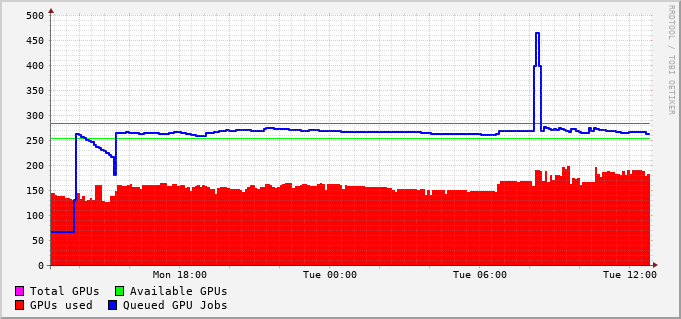 500
450
400
350
300
250
200
150
100
50
0
Mon 18:00 Tue 00:00 Tue 06:00 Tue 12:00
Total GPUs Available GPUs
GPUs used Queued GPU Jobs
RRDTOOL / TOBI OETIKER